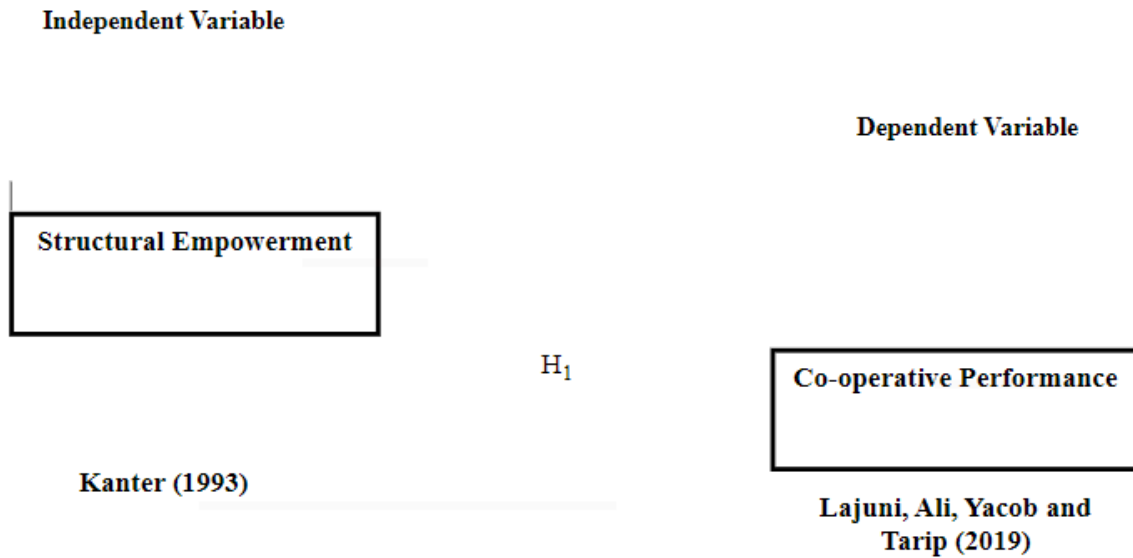 Independent Variable
Dependent Variable
Structural Empowerment
H₁
Co-operative Performance
Kanter (1993)
Lajuni, Ali, Yacob and
Tarip (2019)